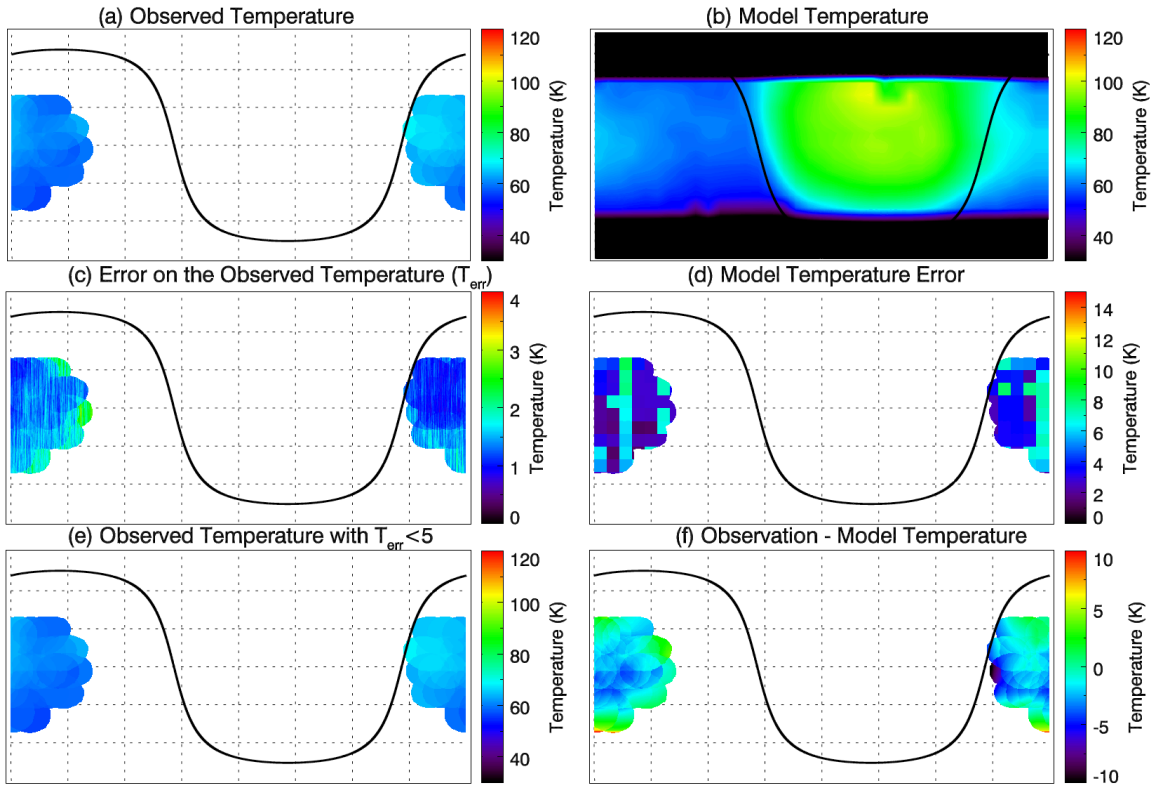 (a) Observed Temperature
120
100
80
60
40
Temperature (K)
(b) Model Temperature
120
100
80
60
40
Temperature (K)
(c) Error on the Observed Temperature (Terr)
4
3
2
1
0
Temperature (K)
(d) Model Temperature Error
14
12
10
8
6
4
2
0
Temperature (K)
(e) Observed Temperature with Terr<5
120
100
80
60
40
Temperature (K)
(f) Observation - Model Temperature
10
5
0
-5
-10
Temperature (K)